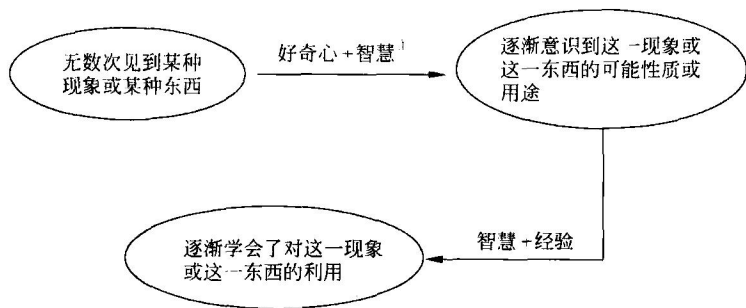 无数次见到某种
现象或某种东西
好奇心+智慧
逐渐意识到这一现象或
这一东西的可能性质或
用途
智慧+经验
逐渐学会了对这一现象
或这一东西的利用